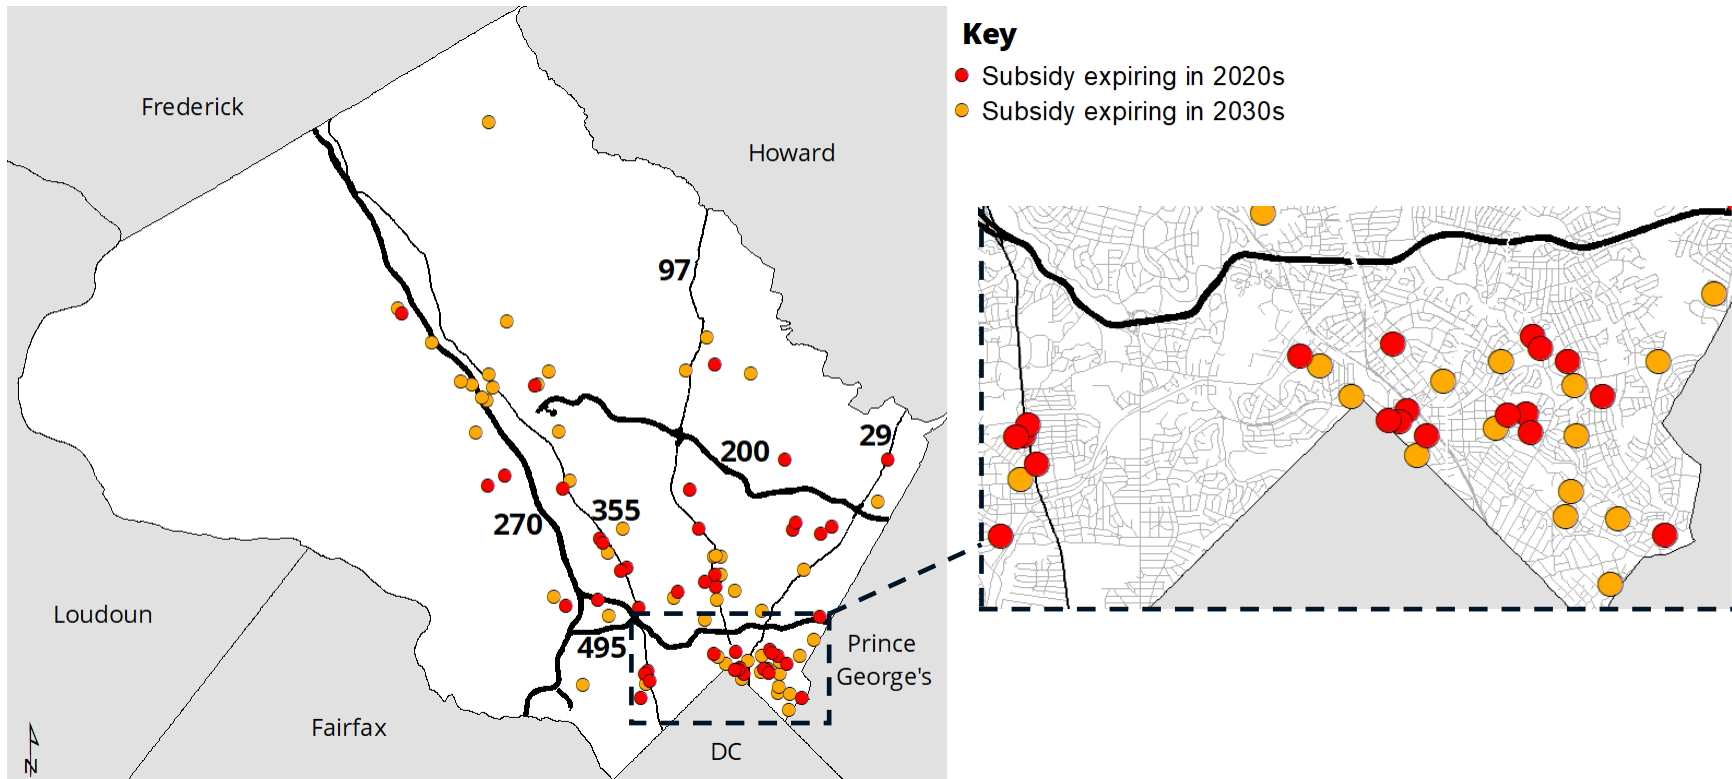 Key
Subsidy expiring in 2020s
Subsidy expiring in 2030s
Frederick
Howard
97
29
200
355
270
495
Loudoun
Prince
George's
Fairfax
DC
N